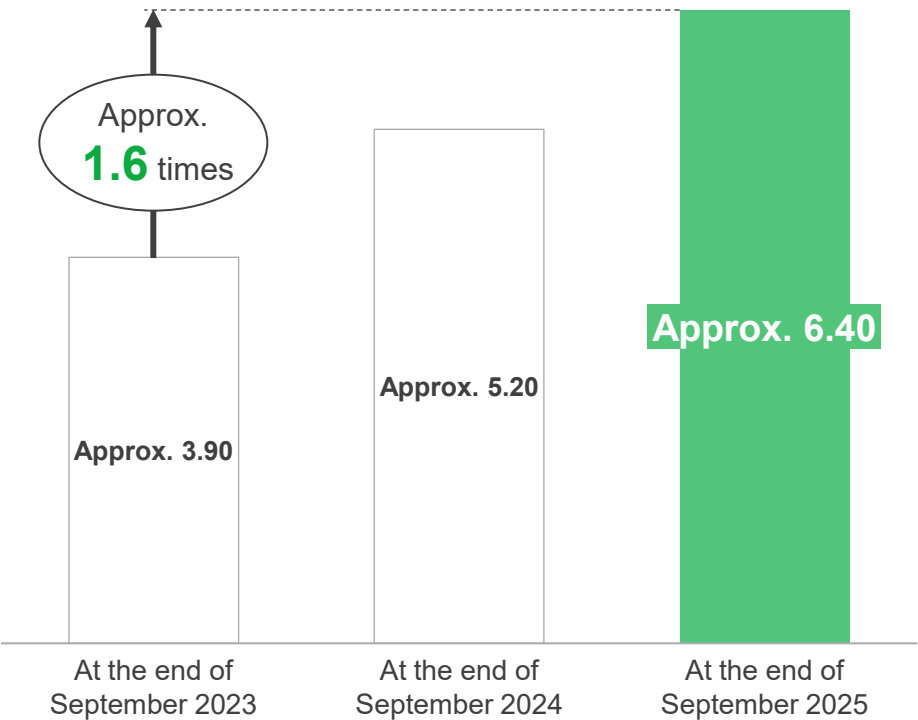 Approx.
1.6 times
Approx. 3.90
Approx. 5.20
Approx. 6.40
At the end of
September 2023
At the end of
September 2024
At the end of
September 2025